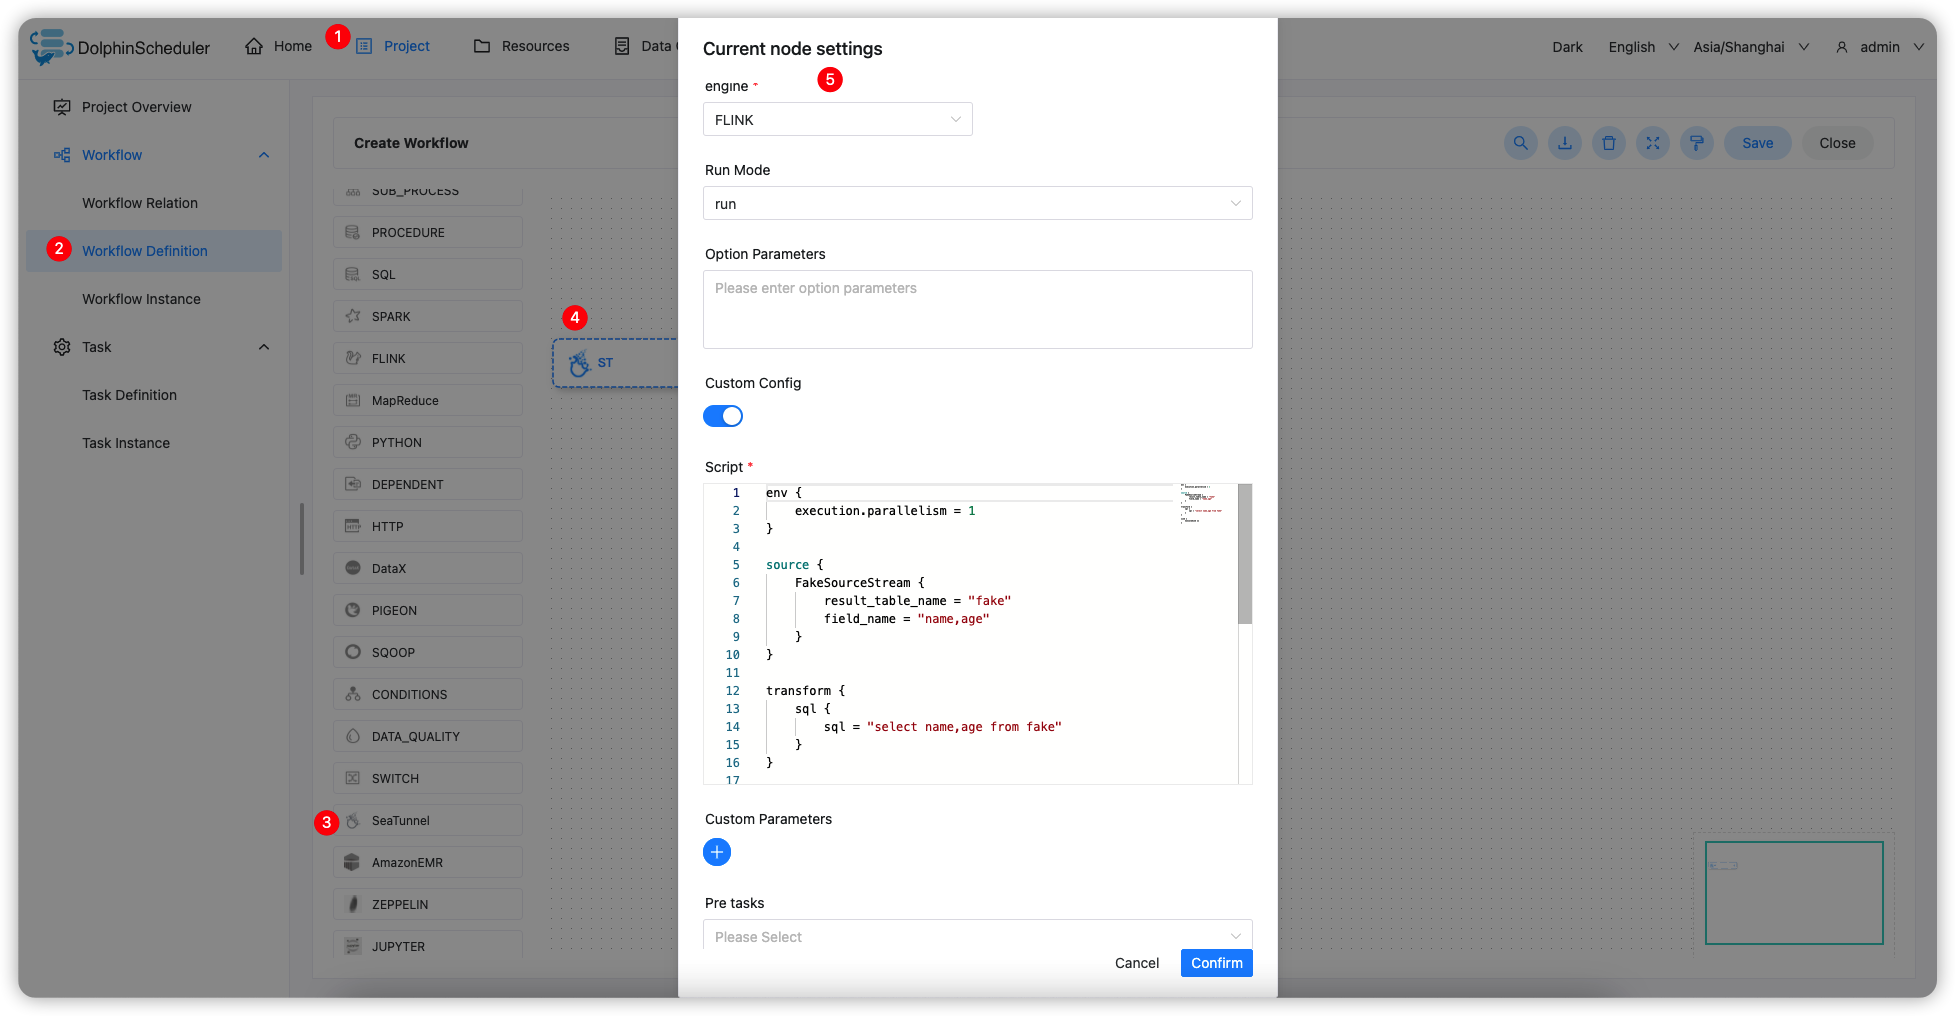 DolphinScheduler
Home
1
Project
Resources
Data
Dark
English
Asia/Shanghai
admin
Project Overview
Workflow
Workflow Relation
2
Workflow Definition
Workflow Instance
Task
Task Definition
Task Instance
Create Workflow
Save
Close
SUB_PROCESS
PROCEDURE
SQL
SPARK
FLINK
MapReduce
PYTHON
DEPENDENT
HTTP
DataX
PIGEON
SQOOP
CONDITIONS
DATA_QUALITY
SWITCH
3
SeaTunnel
AmazonEMR
ZEPPELIN
JUPYTER
4
ST
Current node settings
5
engine *
FLINK
Run Mode
run
Option Parameters
Please enter option parameters
Custom Config
Script *
1 env {
2 execution.parallelism = 1
3 }
4
5 source {
6 FakeSourceStream {
7 result_table_name = "fake"
8 field_name = "name,age"
9 }
10 }
11
12 transform {
13 sql {
14 sql = "select name,age from fake"
15 }
16 }
17
Custom Parameters
Pre tasks
Please Select
Cancel
Confirm